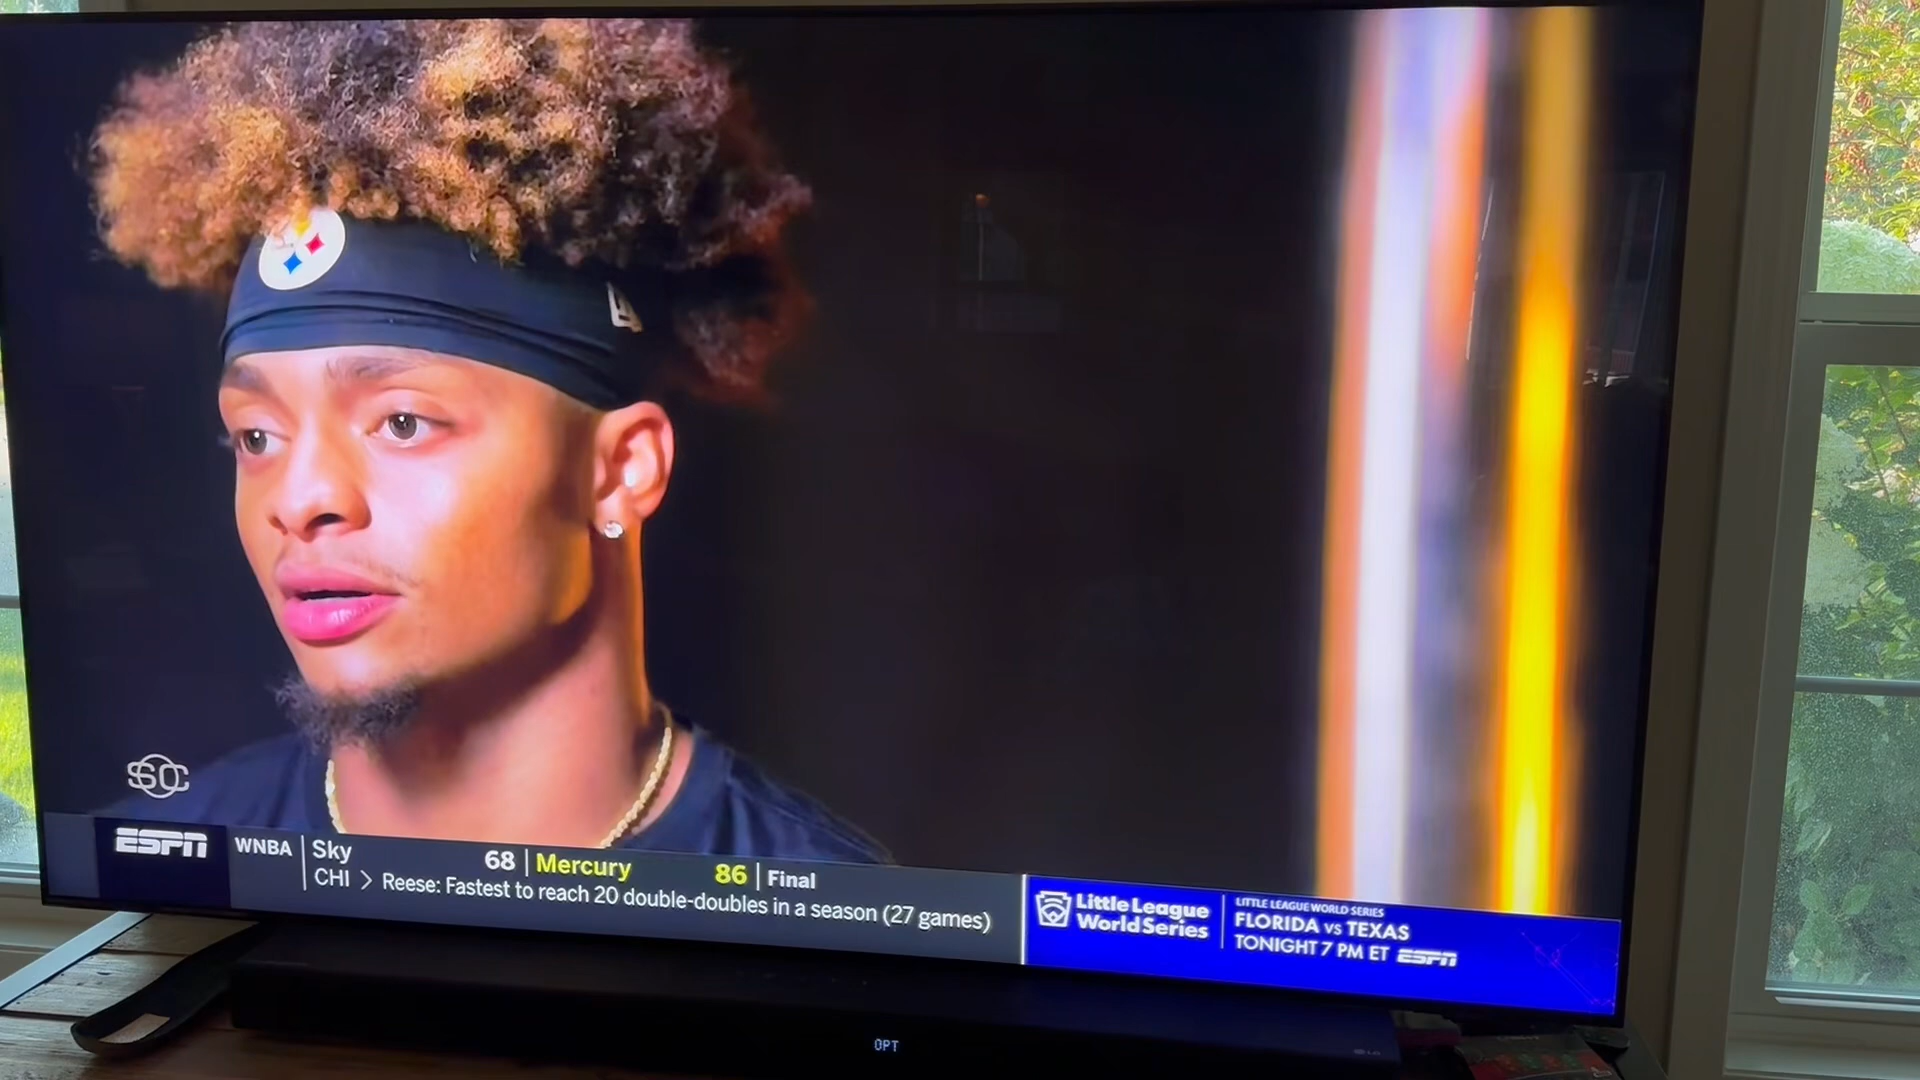 SC
ESPN
WNBA
Sky 68 Mercury 86 Final
CHI > Reese: Fastest to reach 20 double-doubles in a season (27 games)
Little League
World Series
LITTLE LEAGUE WORLD SERIES
FLORIDA vs TEXAS
TONIGHT 7 PM ET ESPN
OPT